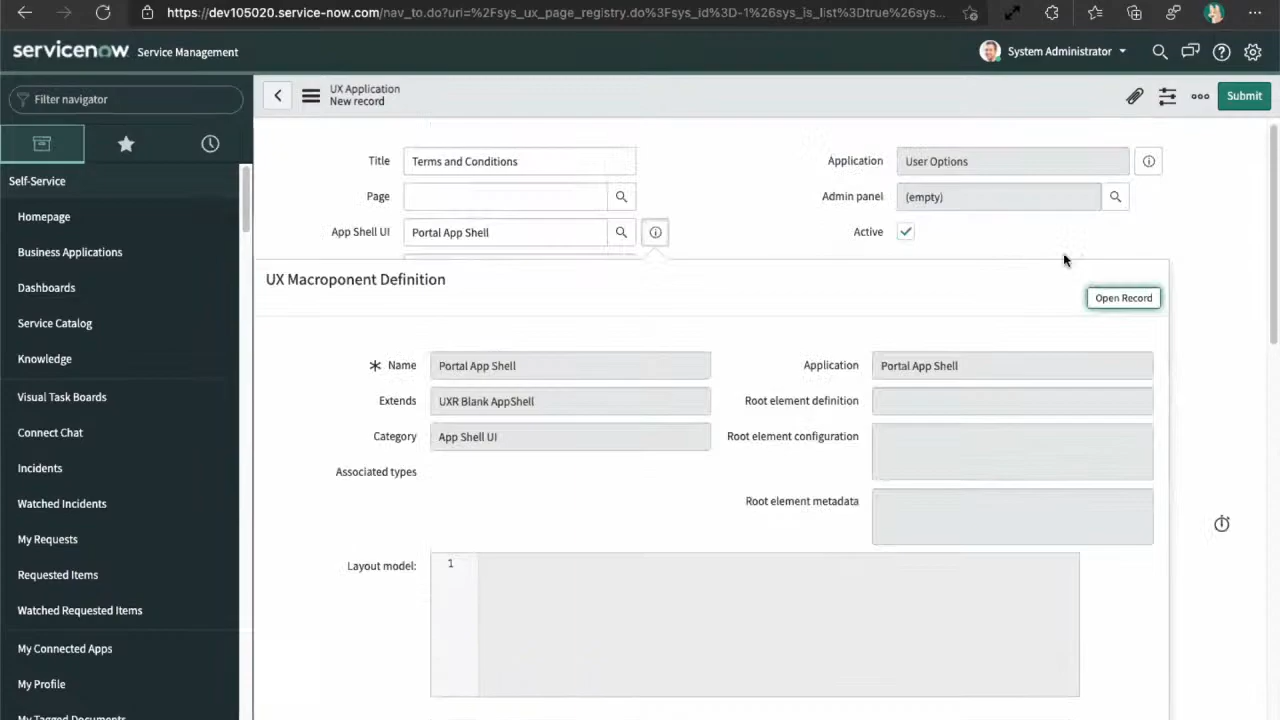 https://dev105020.service-now.com/nav_to.do?uri=%2Fsys_ux_page_registry.do%3Fsys_id%3D-1%26sys_is_list%3Dtrue%26sys...
servicenow Service Management
System Administrator
Filter navigator
UX Application
New record
Submit
Self-Service
Homepage
Business Applications
Dashboards
Service Catalog
Knowledge
Visual Task Boards
Connect Chat
Incidents
Watched Incidents
My Requests
Requested Items
Watched Requested Items
My Connected Apps
My Profile
My Tagged Documents
Title Terms and Conditions
Application User Options
Page
Admin panel (empty)
App Shell UI Portal App Shell
Active
UX Macroponent Definition
Open Record
Name Portal App Shell
Application Portal App Shell
Extends UXR Blank AppShell
Root element definition
Category App Shell UI
Root element configuration
Associated types
Root element metadata
Layout model:
1